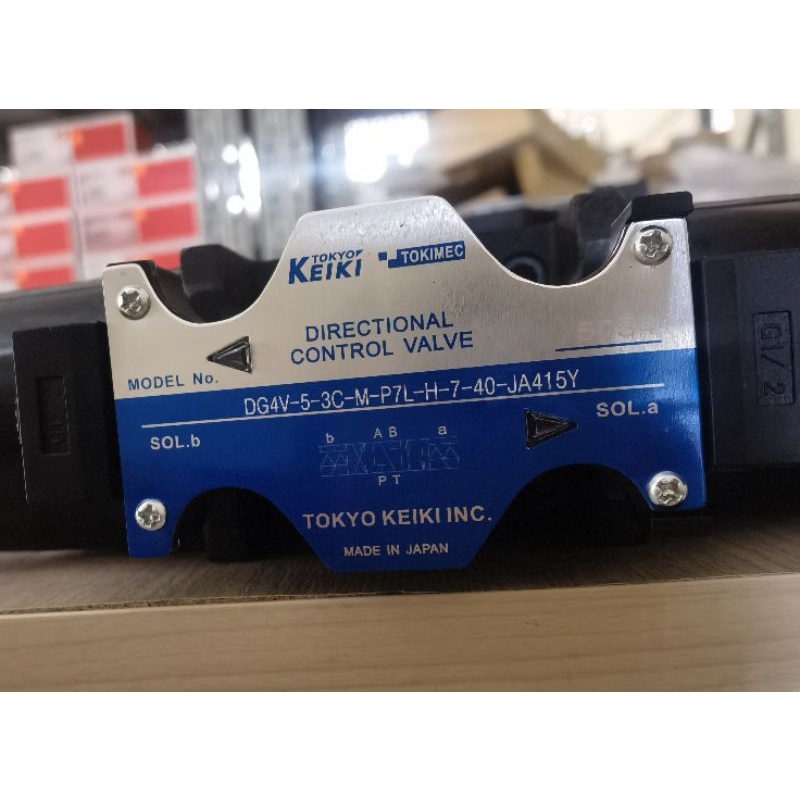 TOKYO
KEIKI TOKIMEC
DIRECTIONAL
CONTROL VALVE
MODEL No.
DG4V-5-3C-M-P7L-H-7-40-JA415Y
SOL.b
SOL.a
b A B a
P T
TOKYO KEIKI INC.
MADE IN JAPAN
G1/2